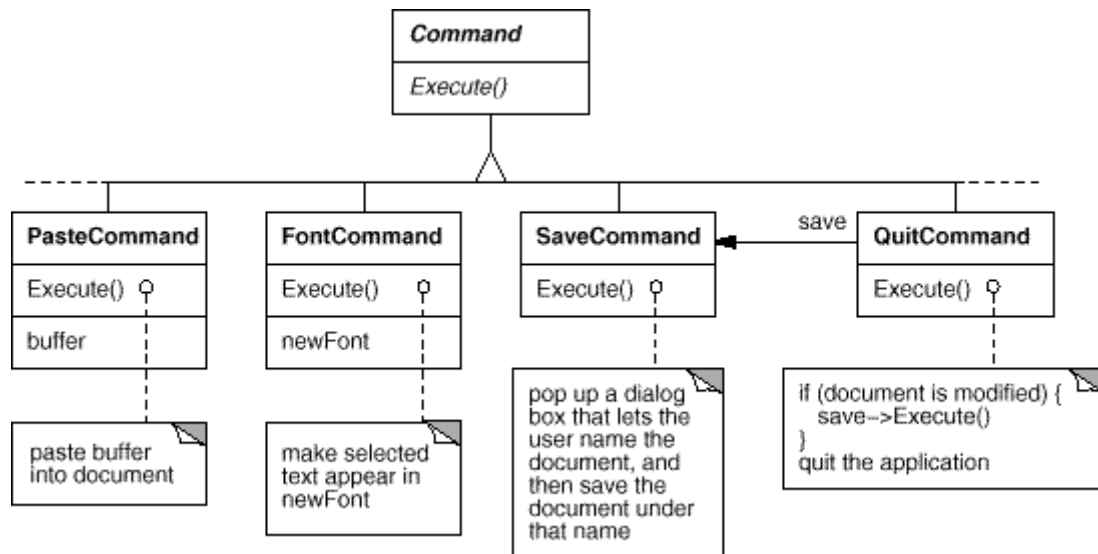 Command
Execute()
PasteCommand
Execute()
buffer
paste buffer
into document
FontCommand
Execute()
newFont
make selected
text appear in
newFont
SaveCommand
Execute()
pop up a dialog
box that lets the
user name the
document, and
then save the
document under
that name
save
QuitCommand
Execute()
if (document is modified) {
save->Execute()
}
quit the application